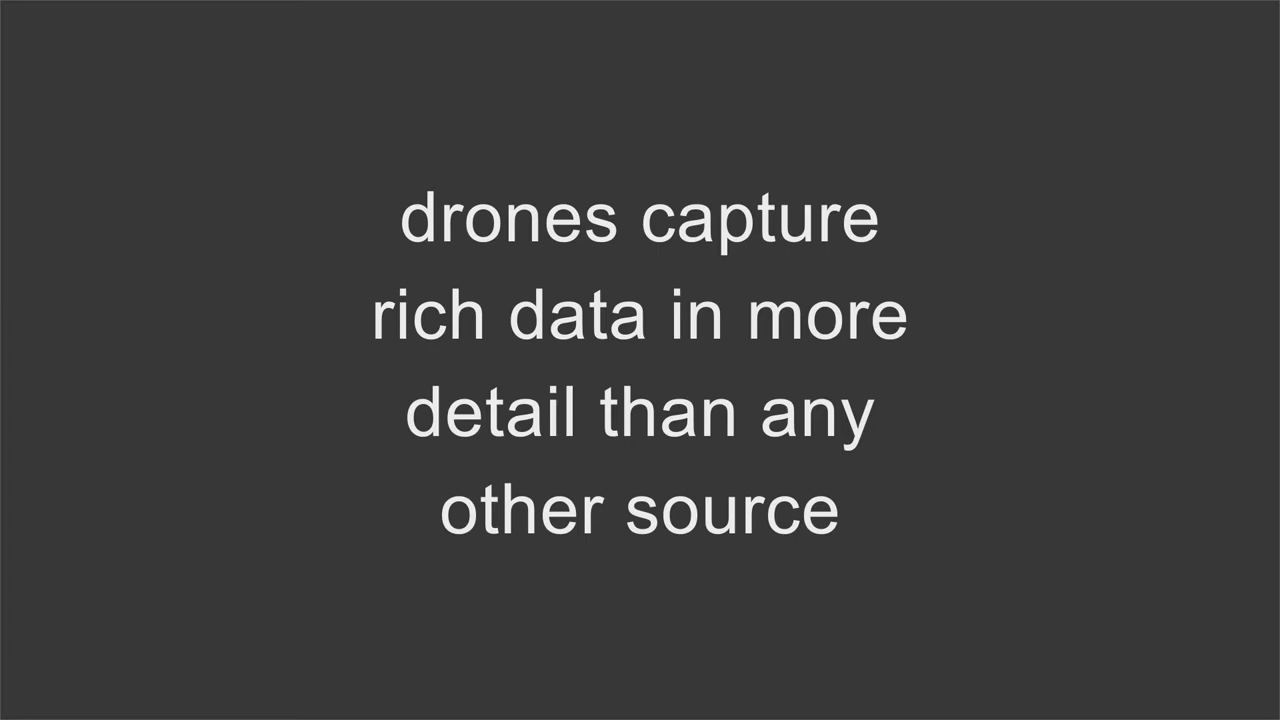 drones capture
rich data in more
detail than any
other source